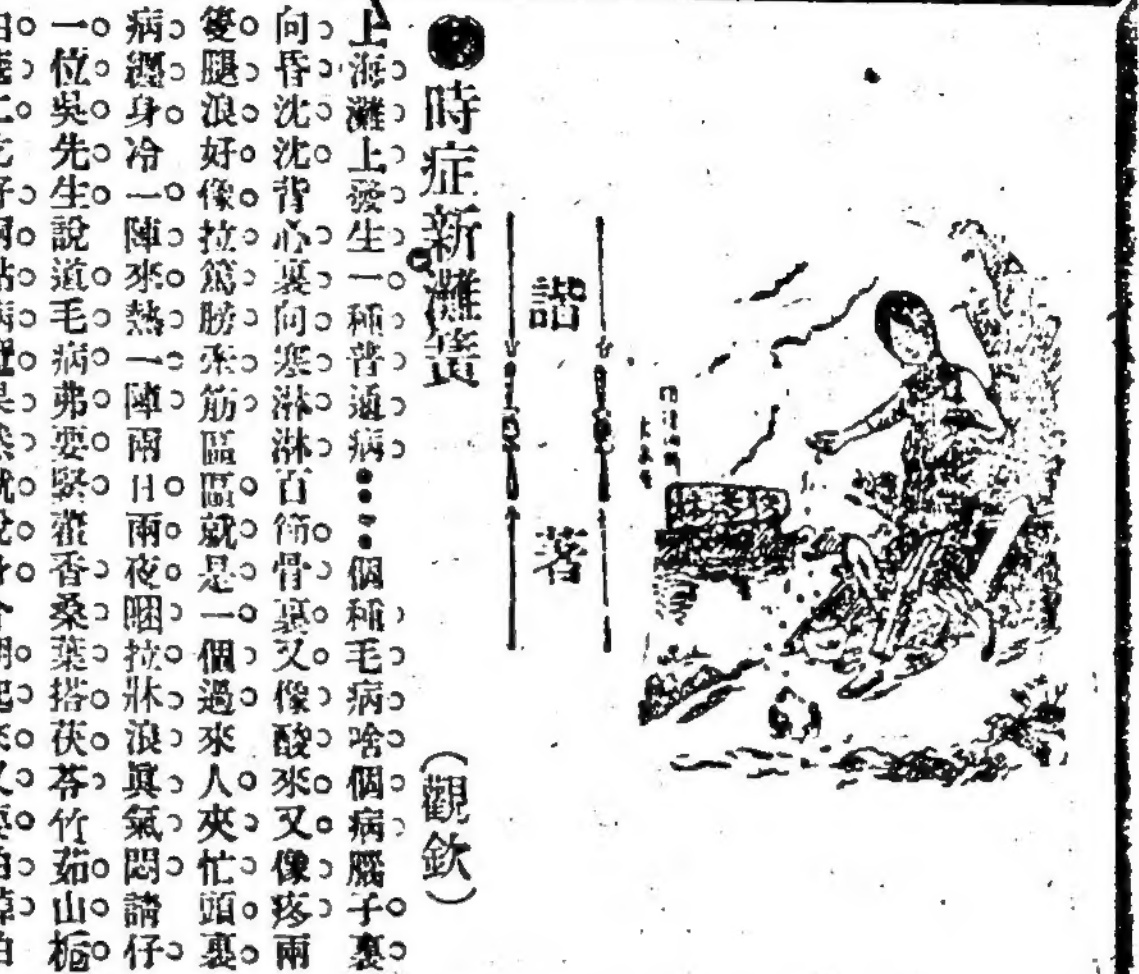 諧著
●時症新灘簧
(觀欽)
上海灘上發生一種普通病……個種毛病啥個病腦子裏
向昏沈沈背心裏向寒淋淋百節骨裏又像酸來又像疼兩
隻腿浪好像拉篤膀牽筋區區就是一個過來人夾忙頭裏
病纏身冷一陣來熱一陣兩日兩夜睏拉牀浪眞氣悶請仔
一位吳先生說道毛病弗要緊藿香桑葉搭茯苓竹茹山梔